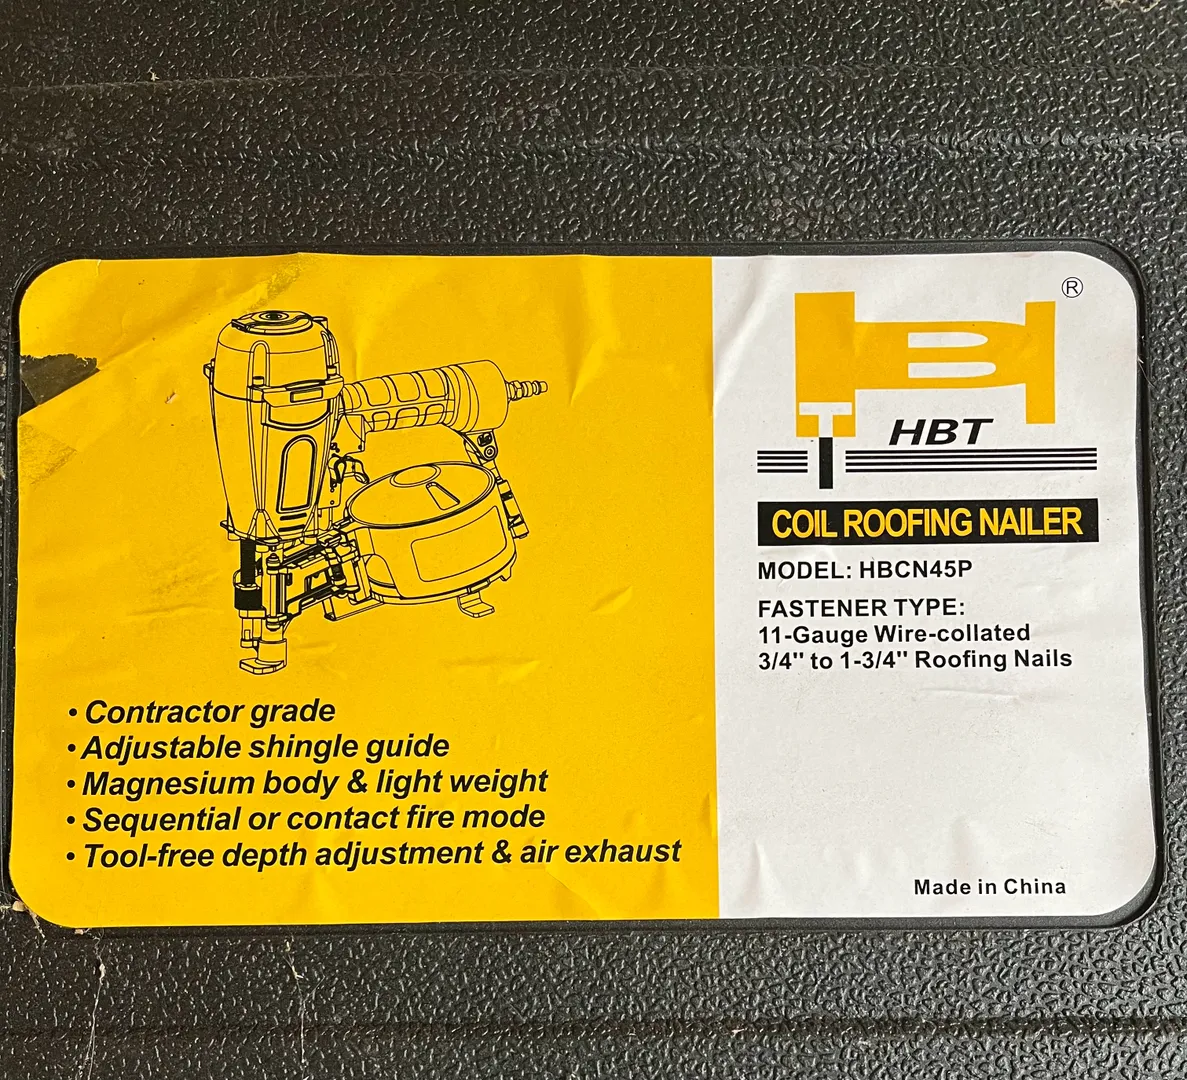 • Contractor grade
• Adjustable shingle guide
• Magnesium body & light weight
• Sequential or contact fire mode
• Tool-free depth adjustment & air exhaust
®
HBT
COIL ROOFING NAILER
MODEL: HBCN45P
FASTENER TYPE:
11-Gauge Wire-collated
3/4" to 1-3/4" Roofing Nails
Made in China